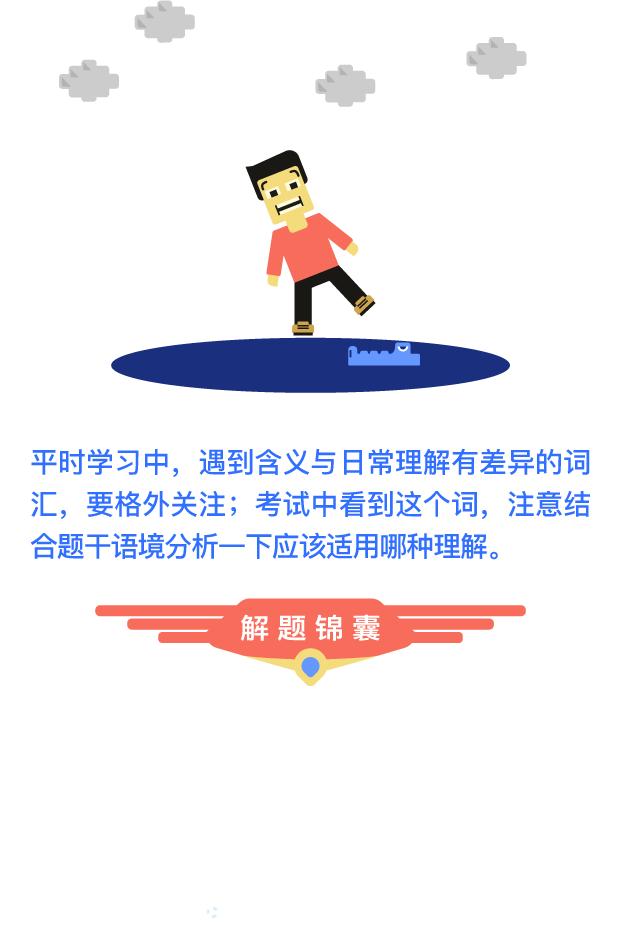 平时学习中，遇到含义与日常理解有差异的词
汇，要格外关注；考试中看到这个词，注意结
合题干语境分析一下应该适用哪种理解。
解题锦囊